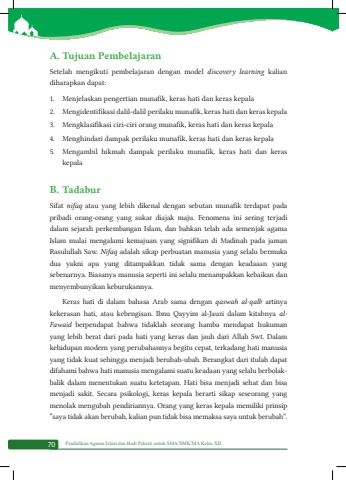 A. Tujuan Pembelajaran
Setelah mengikuti pembelajaran dengan model discovery learning kalian
diharapkan dapat:
1. Menjelaskan pengertian munafik, keras hati dan keras kepala
2. Mengidentifikasi dalil-dalil perilaku munafik, keras hati dan keras kepala
3. Mengklasifikasi ciri-ciri orang munafik, keras hati dan keras kepala
4. Menghindari dampak perilaku munafik, keras hati dan keras kepala
5. Mengambil hikmah dampak perilaku munafik, keras hati dan keras
kepala
B. Tadabur
Sifat nifaq atau yang lebih dikenal dengan sebutan munafik terdapat pada
pribadi orang-orang yang sukar diajak maju. Fenomena ini sering terjadi
dalam sejarah perkembangan Islam, dan bahkan telah ada semenjak agama
Islam mulai mengalami kemajuan yang signifikan di Madinah pada jaman
Rasulullah Saw. Nifaq adalah sikap perbuatan manusia yang selalu bermuka
dua yakni apa yang ditampakkan tidak sama dengan keadaaan yang
sebenarnya. Biasanya manusia seperti ini selalu menampakkan kebaikan dan
menyembunyikan keburukannya.
Keras hati di dalam bahasa Arab sama dengan qaswah al-qalb artinya
kekerasan hati, atau kebengisan. Ibnu Qayyim al-Jauzi dalam kitabnya al-
Fawaid berpendapat bahwa tidaklah seorang hamba mendapat hukuman
yang lebih berat dari pada hati yang keras dan jauh dari Allah Swt. Dalam
kehidupan modern yang perubahannya begitu cepat, terkadang hati manusia
yang tidak kuat sehingga menjadi berubah-ubah. Berangkat dari itulah dapat
difahami bahwa hati manusia mengalami suatu keadaan yang selalu berbolak-
balik dalam menentukan suatu ketetapan. Hati bisa menjadi sehat dan bisa
menjadi sakit. Secara psikologi, keras kepala berarti sikap seseorang yang
menolak mengubah pendiriannya. Orang yang keras kepala memiliki prinsip
"saya tidak akan berubah, kalian pun tidak bisa memaksa saya untuk berubah".
70 Pendidikan Agama Islam dan Budi Pekerti untuk SMA/SMK/MA Kelas XII